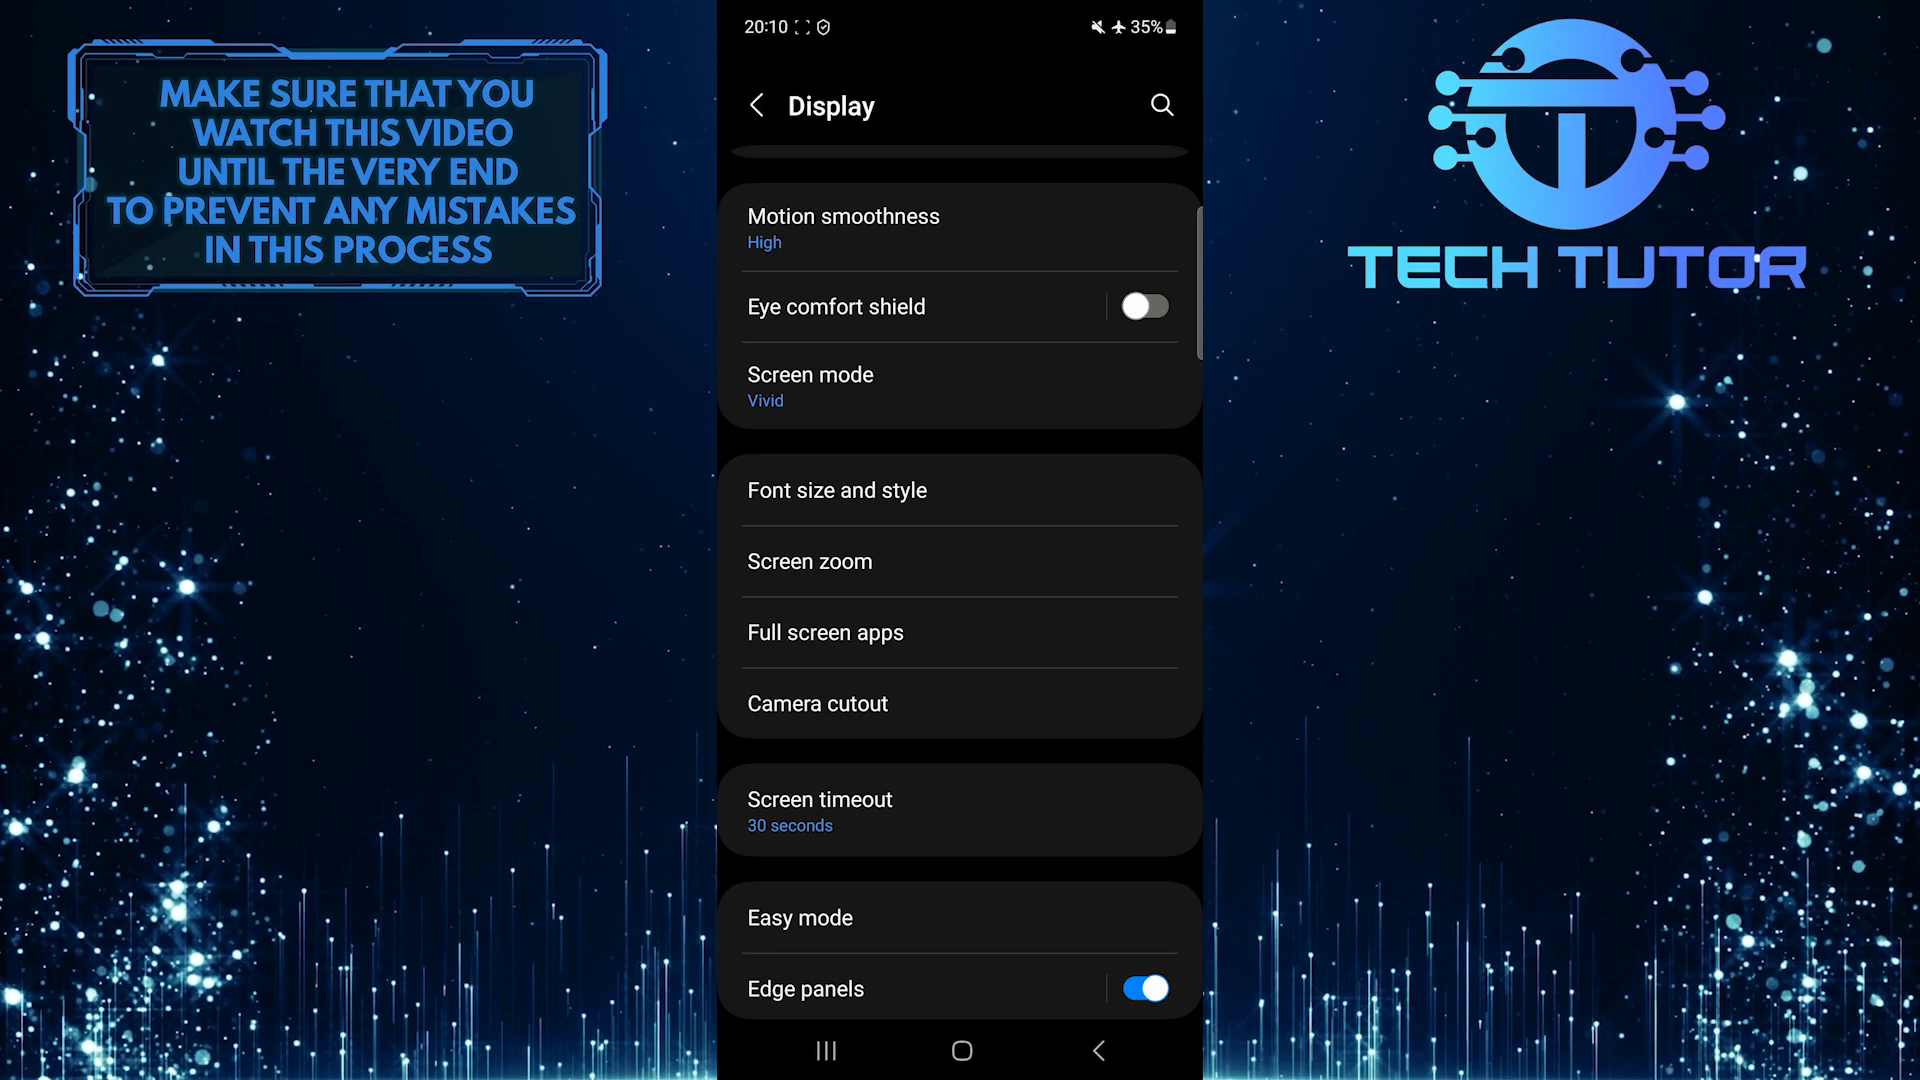 MAKE SURE THAT YOU
WATCH THIS VIDEO
UNTIL THE VERY END
TO PREVENT ANY MISTAKES
IN THIS PROCESS
20:10
35%
Display
Motion smoothness
High
Eye comfort shield
Screen mode
Vivid
Font size and style
Screen zoom
Full screen apps
Camera cutout
Screen timeout
30 seconds
Easy mode
Edge panels
TECH TUTOR